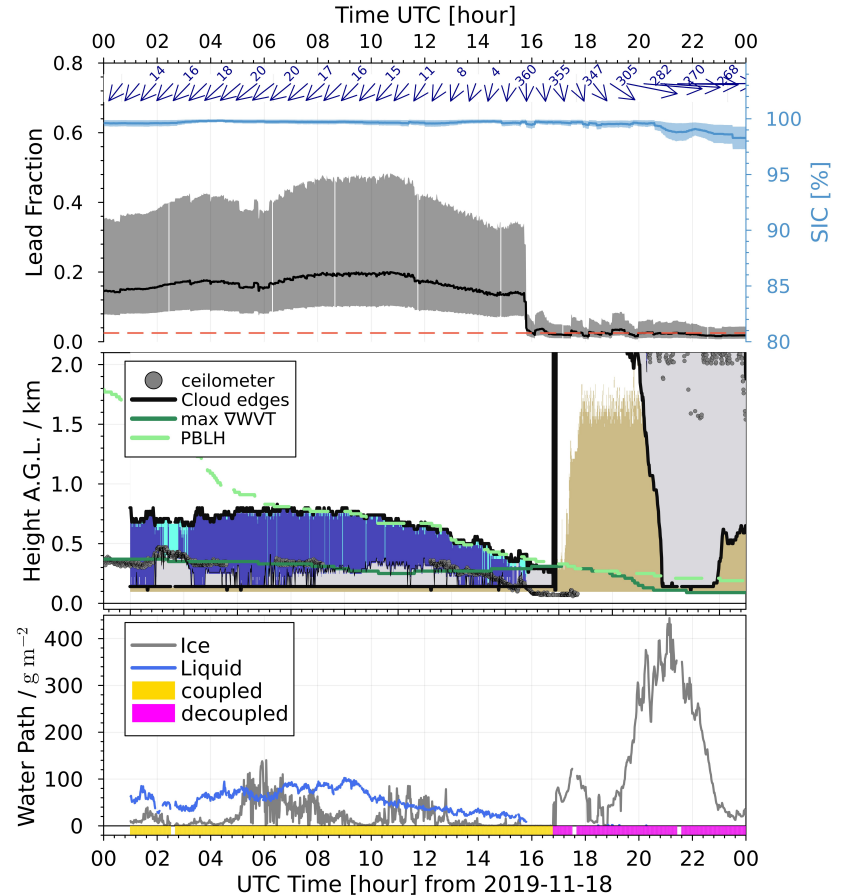 Time UTC [hour]
00 02 04 06 08 10 12 14 16 18 20 22 00
0.8
14 16 18 20 20 17 16 15 11 8 4 360 355 347 305 282 270 268
0.6 100
95
0.4 90
0.2 85
0.0 80
Lead Fraction
SIC [%]
2.0
ceilometer
Cloud edges
max ∇WVT
PBLH
1.5
1.0
0.5
0.0
Height A.G.L. / km
400
Ice
Liquid
coupled
decoupled
300
200
100
0
Water Path / g m⁻²
00 02 04 06 08 10 12 14 16 18 20 22 00
UTC Time [hour] from 2019-11-18